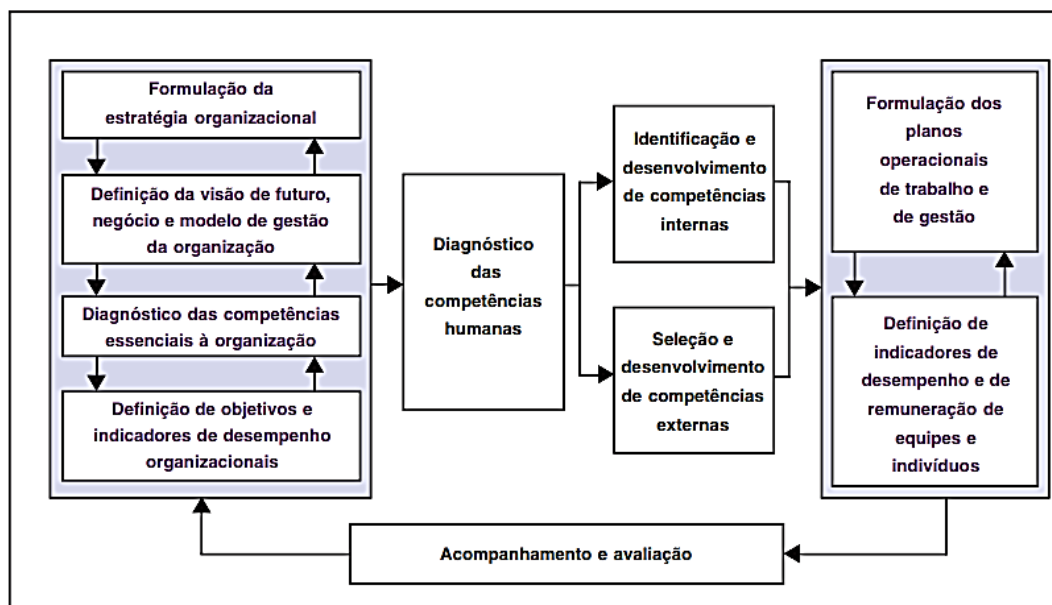 Formulação da
estratégia organizacional
Definição da visão de futuro,
negócio e modelo de gestão
da organização
Diagnóstico das competências
essenciais à organização
Definição de objetivos e
indicadores de desempenho
organizacionais
Diagnóstico
das
competências
humanas
Identificação e
desenvolvimento
de competências
internas
Seleção e
desenvolvimento
de competências
externas
Formulação dos
planos
operacionais
de trabalho e
de gestão
Definição de
indicadores de
desempenho e de
remuneração de
equipes e
indivíduos
Acompanhamento e avaliação